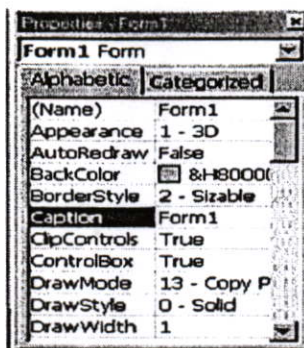 Properties - Form1
Form1 Form
Alphabetic Categorized
(Name) Form1
Appearance 1 - 3D
AutoRedraw False
BackColor &H80000
BorderStyle 2 - Sizable
Caption Form1
ClipControls True
ControlBox True
DrawMode 13 - Copy P
DrawStyle 0 - Solid
DrawWidth 1